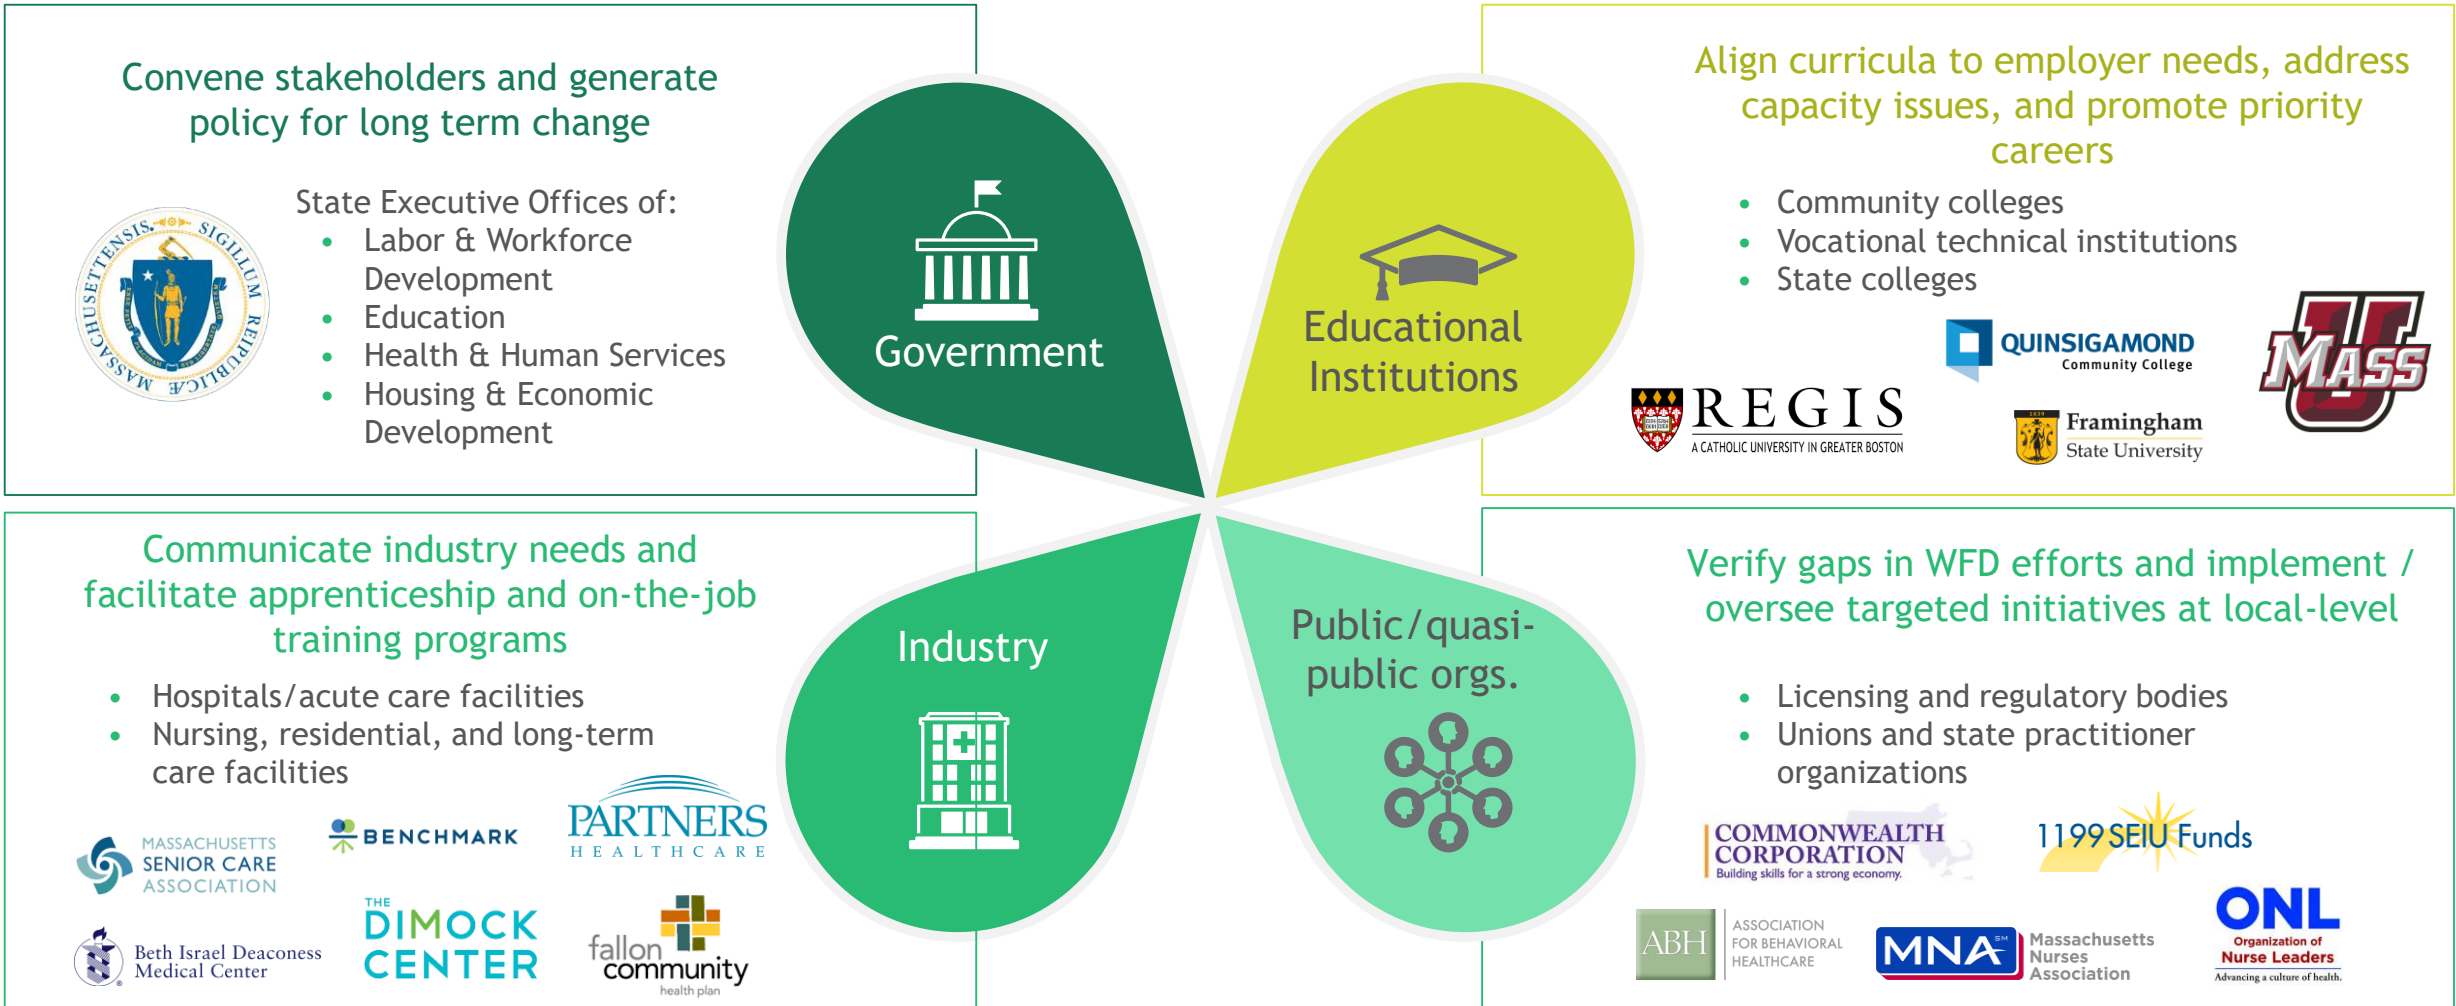 Convene stakeholders and generate
policy for long term change
State Executive Offices of:
• Labor & Workforce
Development
• Education
• Health & Human Services
• Housing & Economic
Development
SIGILLUM REIPUBLICÆ MASSACHUSETTENSIS.
Government
Educational
Institutions
Align curricula to employer needs, address
capacity issues, and promote priority
careers
• Community colleges
• Vocational technical institutions
• State colleges
QUINSIGAMOND
Community College
UMASS
REGIS
A CATHOLIC UNIVERSITY IN GREATER BOSTON
1839
Framingham
State University
Communicate industry needs and
facilitate apprenticeship and on-the-job
training programs
• Hospitals/acute care facilities
• Nursing, residential, and long-term
care facilities
MASSACHUSETTS
SENIOR CARE
ASSOCIATION
BENCHMARK
PARTNERS
HEALTHCARE
Beth Israel Deaconess
Medical Center
THE
DIMOCK
CENTER
fallon
community
health plan
Industry
Public/quasi-
public orgs.
Verify gaps in WFD efforts and implement /
oversee targeted initiatives at local-level
• Licensing and regulatory bodies
• Unions and state practitioner
organizations
COMMONWEALTH
CORPORATION
Building skills for a strong economy.
1199SEIU Funds
ABH
ASSOCIATION
FOR BEHAVIORAL
HEALTHCARE
MNA SM
Massachusetts
Nurses
Association
ONL
Organization of
Nurse Leaders
Advancing a culture of health.